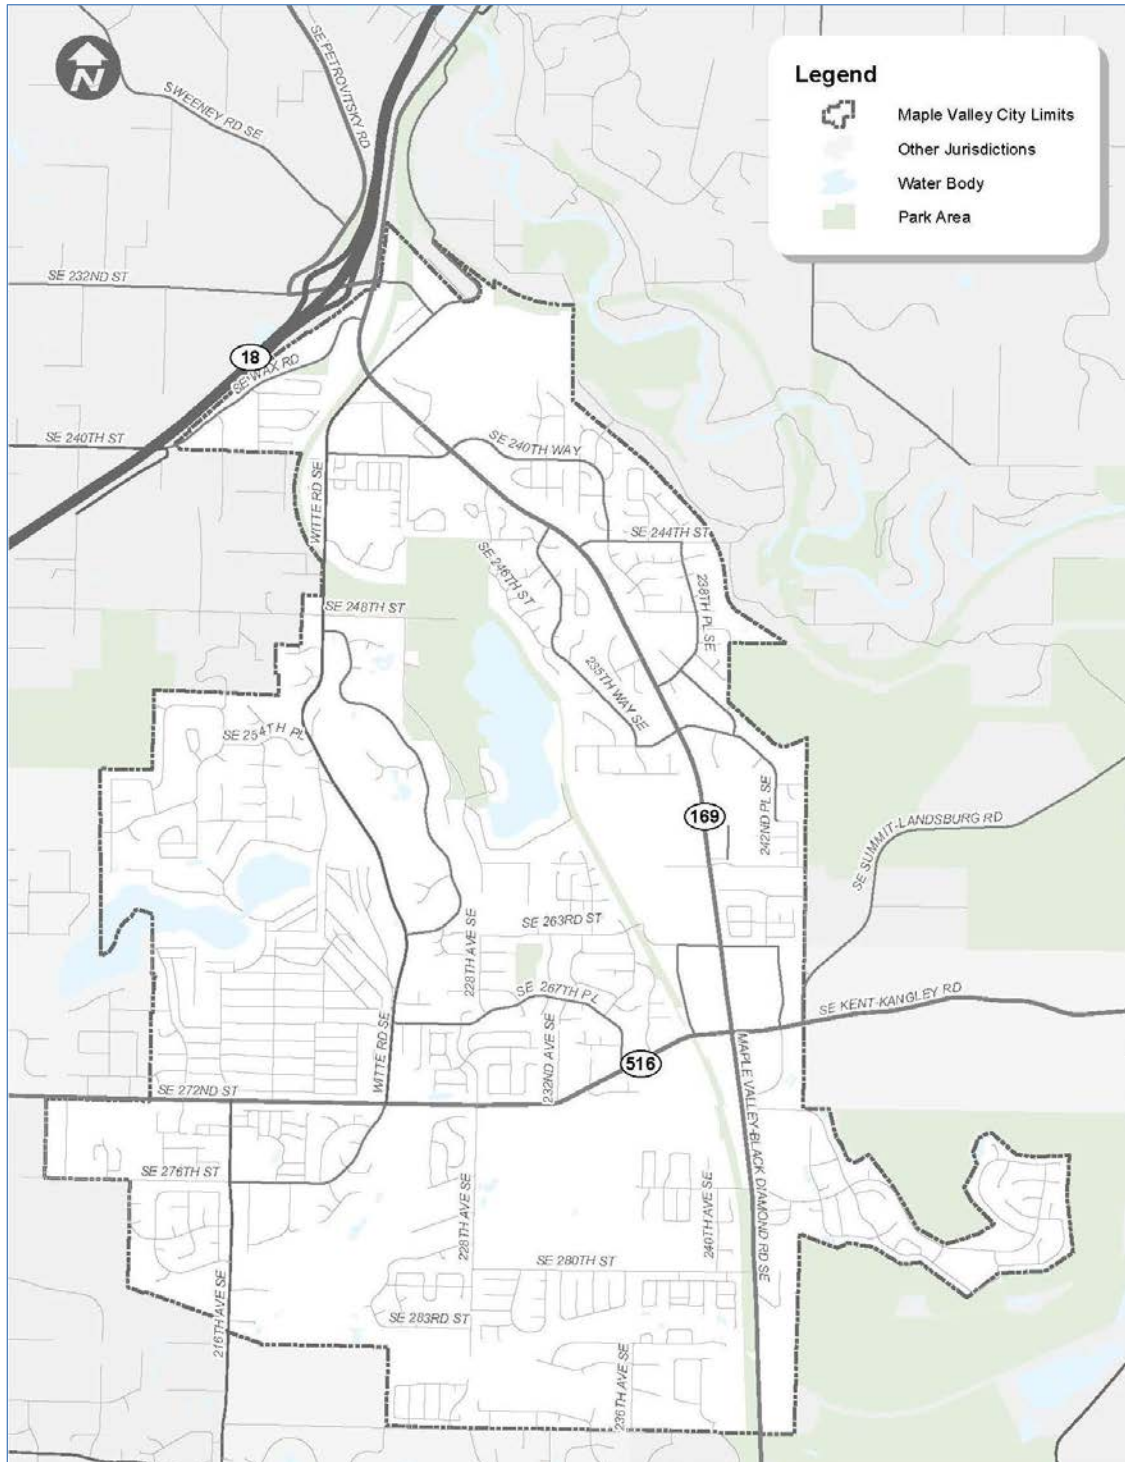 N
Legend
Maple Valley City Limits
Other Jurisdictions
Water Body
Park Area
SE PETROVITSKY RD
SWEENEY RD SE
SE 232ND ST
18
SE WAX RD
SE 240TH ST
WITTE RD SE
SE 240TH WAY
SE 244TH ST
SE 246TH ST
238TH PL SE
SE 248TH ST
235TH WAY SE
SE 254TH PL
169
242ND PL SE
SE SUMMIT-LANDSBURG RD
228TH AVE SE
SE 263RD ST
SE 267TH PL
SE KENT-KANGLEY RD
WITTE RD SE
232ND AVE SE
516
MAPLE VALLEY-BLACK DIAMOND RD SE
SE 272ND ST
SE 276TH ST
228TH AVE SE
240TH AVE SE
SE 280TH ST
216TH AVE SE
SE 283RD ST
236TH AVE SE